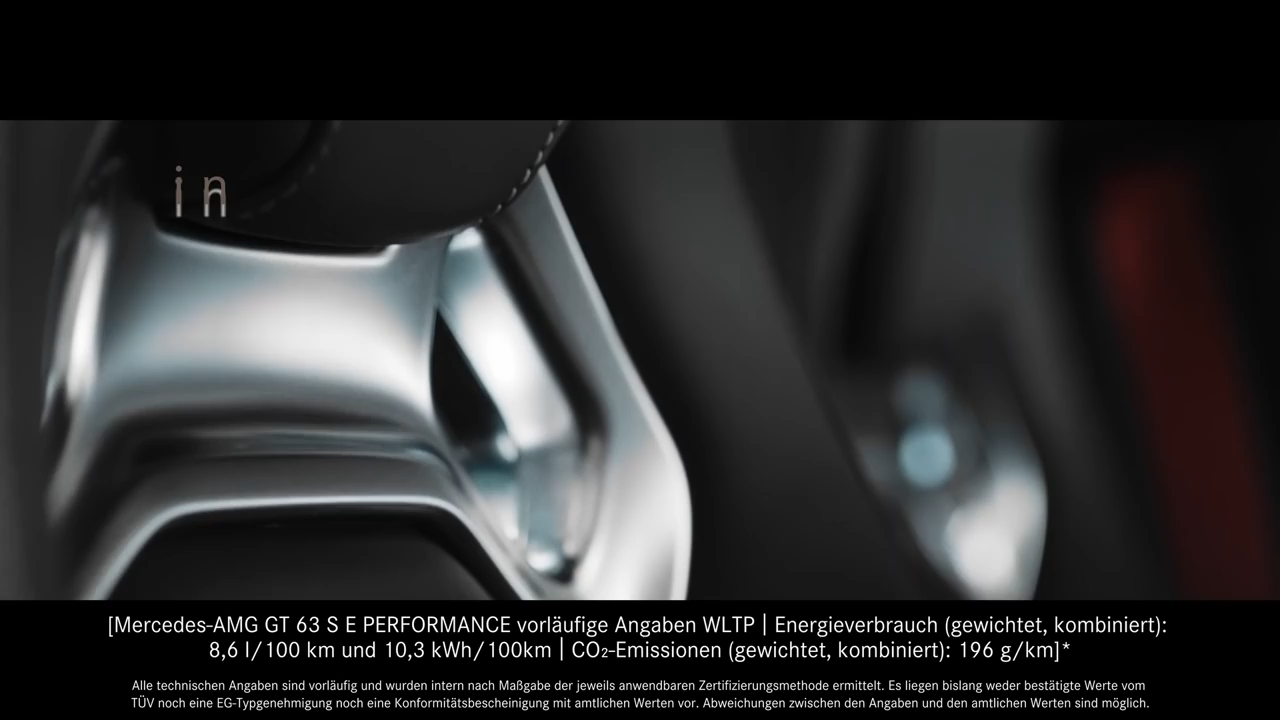 in
[Mercedes-AMG GT 63 S E PERFORMANCE vorläufige Angaben WLTP | Energieverbrauch (gewichtet, kombiniert):
8,6 l/100 km und 10,3 kWh/100km | CO₂-Emissionen (gewichtet, kombiniert): 196 g/km]*
Alle technischen Angaben sind vorläufig und wurden intern nach Maßgabe der jeweils anwendbaren Zertifizierungsmethode ermittelt. Es liegen bislang weder bestätigte Werte vom
TÜV noch eine EG-Typgenehmigung noch eine Konformitätsbescheinigung mit amtlichen Werten vor. Abweichungen zwischen den Angaben und den amtlichen Werten sind möglich.